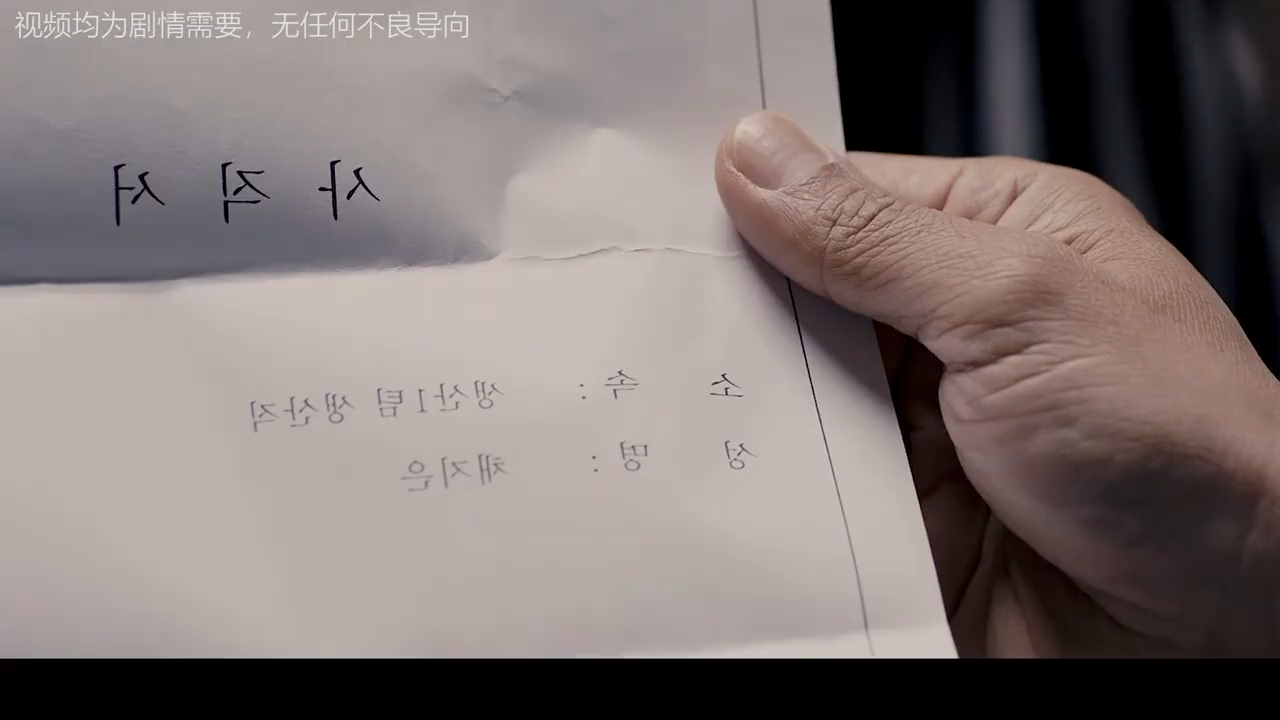 视频均为剧情需要，无任何不良导向
사 직 서
소 속 : 생산1팀 생산직
성 명 : 채지은